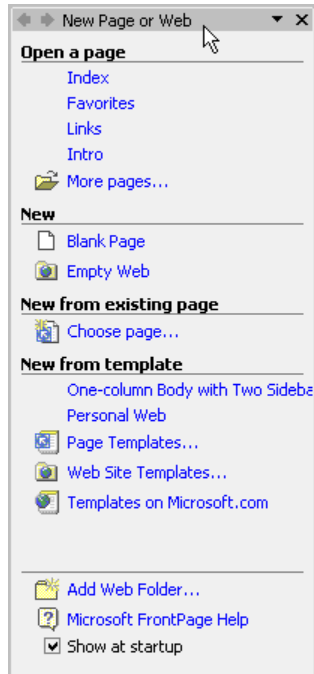 New Page or Web
Open a page
Index
Favorites
Links
Intro
More pages...
New
Blank Page
Empty Web
New from existing page
Choose page...
New from template
One-column Body with Two Sideba
Personal Web
Page Templates...
Web Site Templates...
Templates on Microsoft.com
Add Web Folder...
Microsoft FrontPage Help
Show at startup